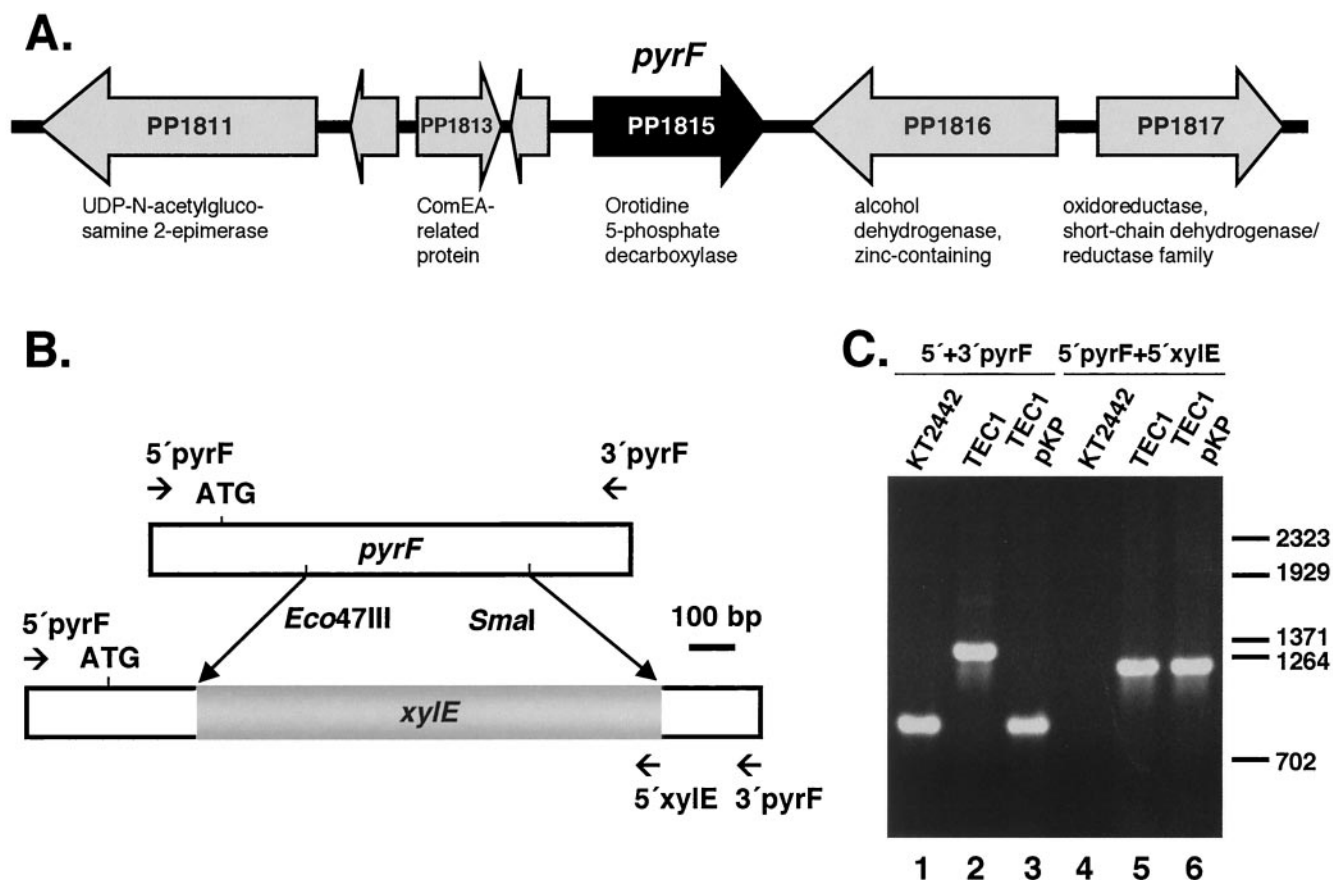 A.
pyrF
PP1811
PP1813
PP1815
PP1816
PP1817
UDP-N-acetylgluco-
samine 2-epimerase
ComEA-
related
protein
Orotidine
5-phosphate
decarboxylase
alcohol
dehydrogenase,
zinc-containing
oxidoreductase,
short-chain dehydrogenase/
reductase family
B.
5´pyrF
3´pyrF
ATG
pyrF
Eco47III
SmaI
100 bp
5´pyrF
ATG
xylE
5´xylE
3´pyrF
C.
5´+3´pyrF
5´pyrF+5´xylE
KT2442
TEC1
TEC1
pKP
KT2442
TEC1
TEC1
pKP
2323
1929
1371
1264
702
1 2 3 4 5 6